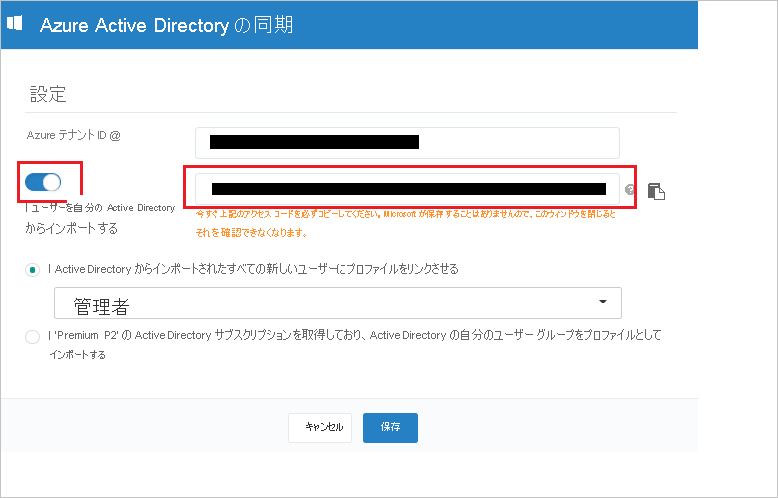 Azure Active Directory の同期
設定
Azure テナント ID @
今すぐ上記のアクセス コードを必ずコピーしてください。Microsoft が保存することはありませんので、このウィンドウを閉じると
それを確認できなくなります。
| ユーザーを自分の Active Directory
からインポートする
| Active Directory からインポートされたすべての新しいユーザーにプロファイルをリンクさせる
管理者
| 'Premium P2' の Active Directory サブスクリプションを取得しており、Active Directory の自分のユーザー グループをプロファイルとして
インポートする
キャンセル
保存